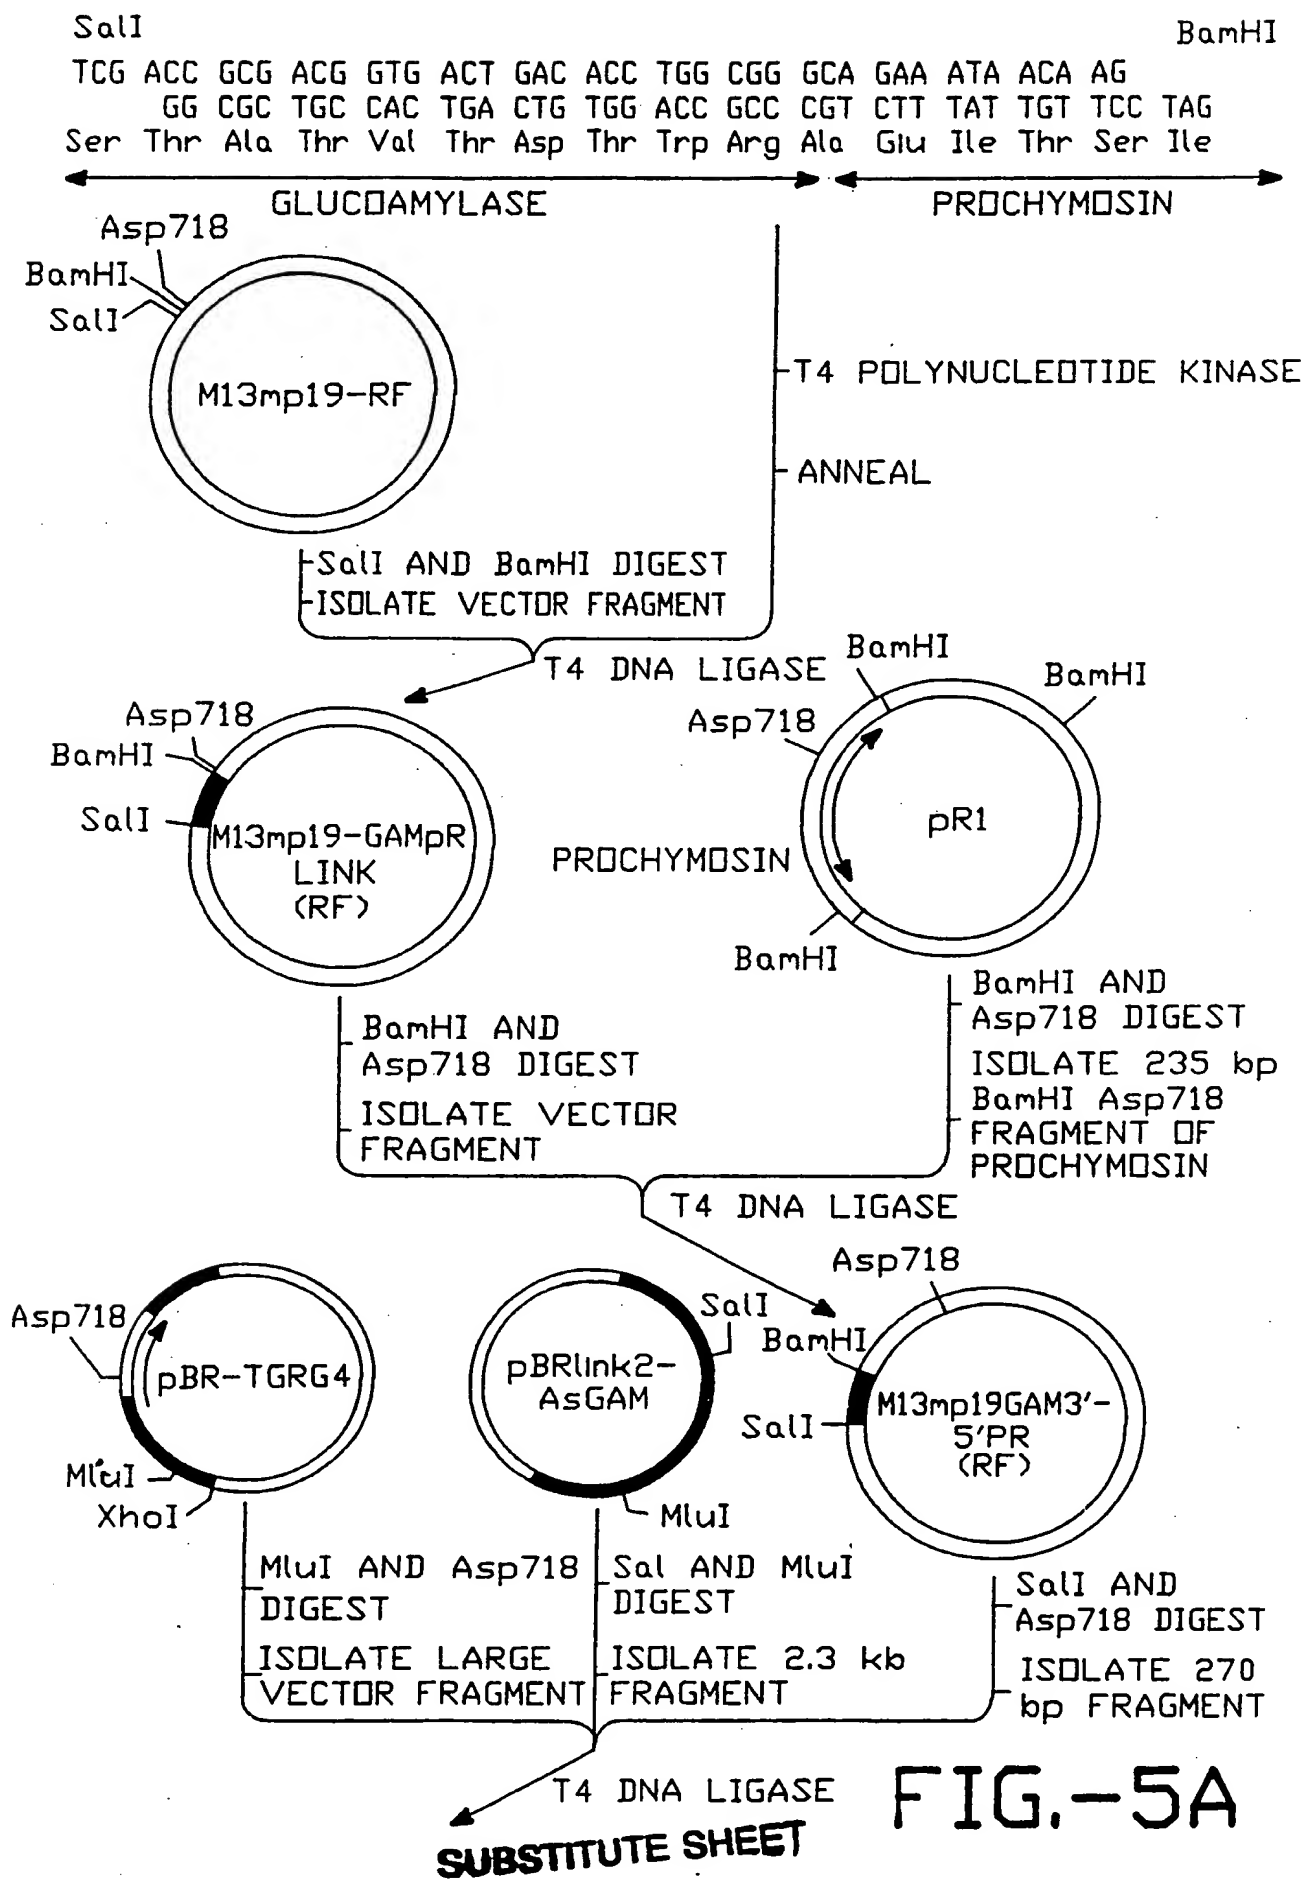 SalI
BamHI
TCG ACC GCG ACG GTG ACT GAC ACC TGG CGG GCA GAA ATA ACA AG
GG CGC TGC CAC TGA CTG TGG ACC GCC CGT CTT TAT TGT TCC TAG
Ser Thr Ala Thr Val Thr Asp Thr Trp Arg Ala Glu Ile Thr Ser Ile
GLUCOAMYLASE
PROCHYMOSIN
Asp718
BamHI
SalI
M13mp19-RF
T4 POLYNUCLEOTIDE KINASE
ANNEAL
SalI AND BamHI DIGEST
ISOLATE VECTOR FRAGMENT
T4 DNA LIGASE
Asp718
BamHI
SalI
M13mp19-GAMpR
LINK
(RF)
BamHI
BamHI
Asp718
pR1
PROCHYMOSIN
BamHI
BamHI AND
Asp718 DIGEST
ISOLATE VECTOR
FRAGMENT
BamHI AND
Asp718 DIGEST
ISOLATE 235 bp
BamHI Asp718
FRAGMENT OF
PROCHYMOSIN
T4 DNA LIGASE
Asp718
pBR-TGRG4
MluI
XhoI
SalI
pBRlink2-
AsGAM
MluI
Asp718
BamHI
SalI
M13mp19GAM3'-
5'PR
(RF)
MluI AND Asp718
DIGEST
ISOLATE LARGE
VECTOR FRAGMENT
Sal AND MluI
DIGEST
ISOLATE 2.3 kb
FRAGMENT
SalI AND
Asp718 DIGEST
ISOLATE 270
bp FRAGMENT
T4 DNA LIGASE
FIG.-5A
SUBSTITUTE SHEET